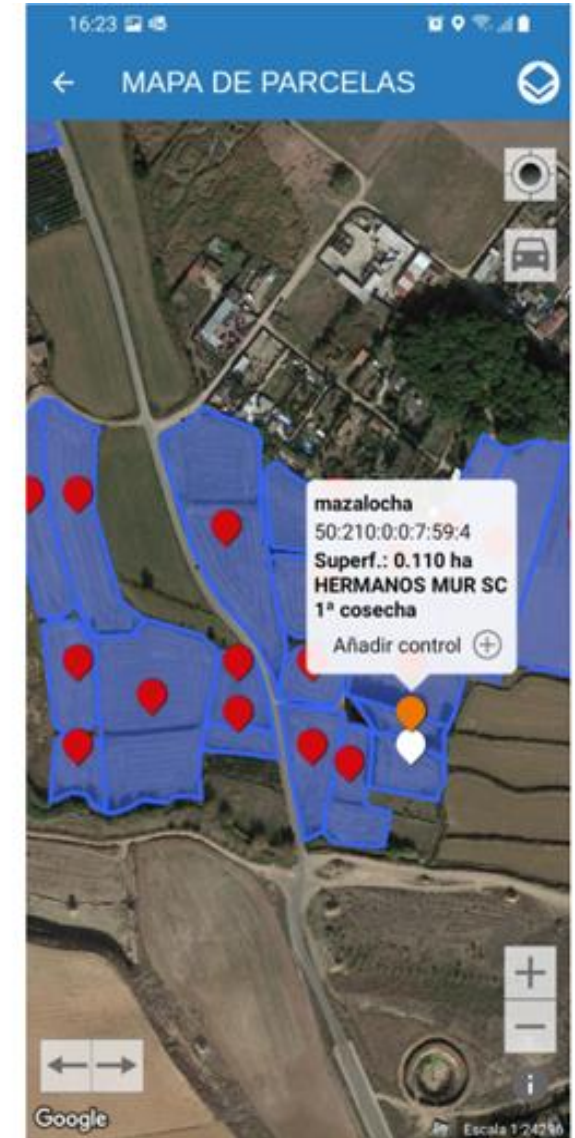 16:23
MAPA DE PARCELAS
mazalocha
50:210:0:0:7:59:4
Superf.: 0.110 ha
HERMANOS MUR SC
1ª cosecha
Añadir control
Google
Escala 1:24296